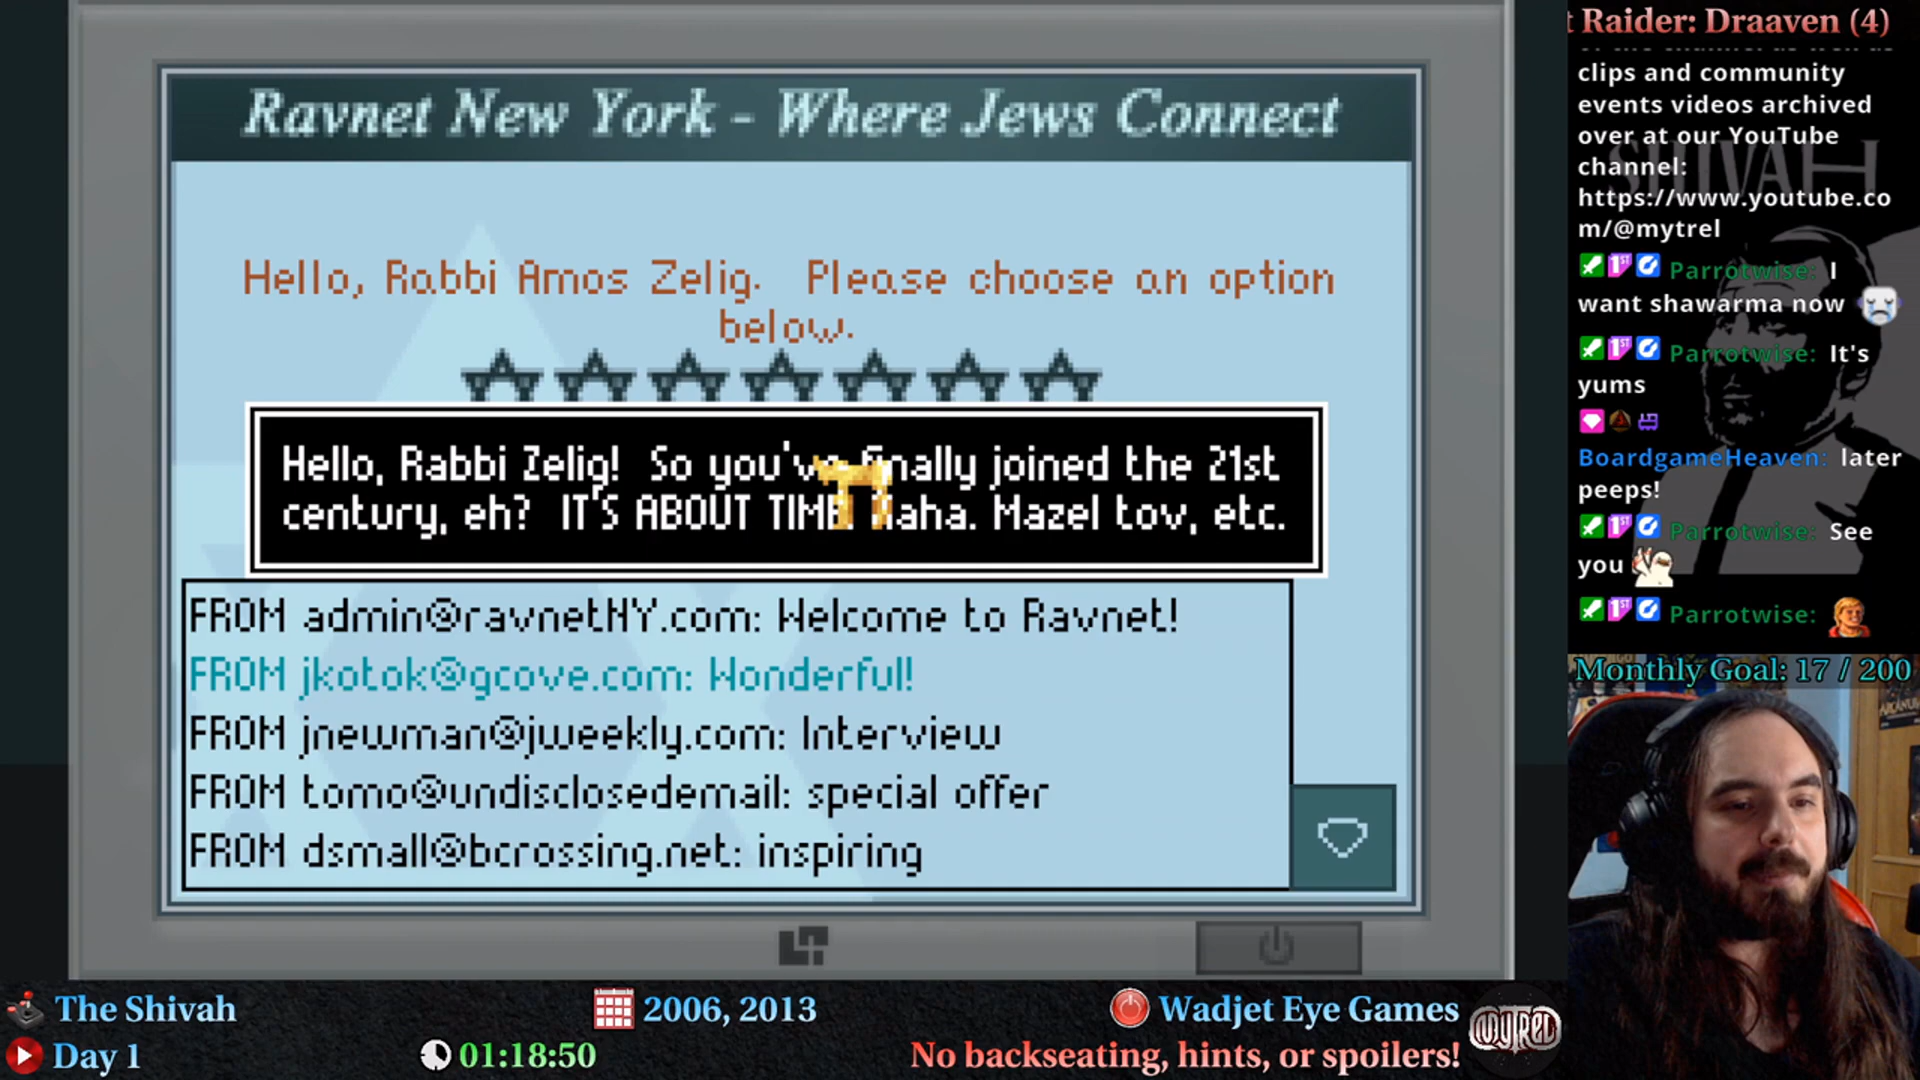 Ravnet New York - Where Jews Connect
Hello, Rabbi Amos Zelig. Please choose an option
below.
Hello, Rabbi Zelig! So you've finally joined the 21st
century, eh? IT'S ABOUT TIME. Haha. Mazel tov, etc.
FROM admin@ravnetNY.com: Welcome to Ravnet!
FROM jkotok@gcove.com: Wonderful!
FROM jnewman@jweekly.com: Interview
FROM tomo@undisclosedemail: special offer
FROM dsmall@bcrossing.net: inspiring
The Shivah
2006, 2013
Wadjet Eye Games
Day 1
01:18:50
No backseating, hints, or spoilers!
MYTREL
t Raider: Draaven (4)
clips and community
events videos archived
over at our YouTube
channel:
https://www.youtube.co
m/@mytrel
SHIVAH
Parrotwise: I
want shawarma now
Parrotwise: It's
yums
BoardgameHeaven: later
peeps!
Parrotwise: See
you
Parrotwise:
Monthly Goal: 17 / 200